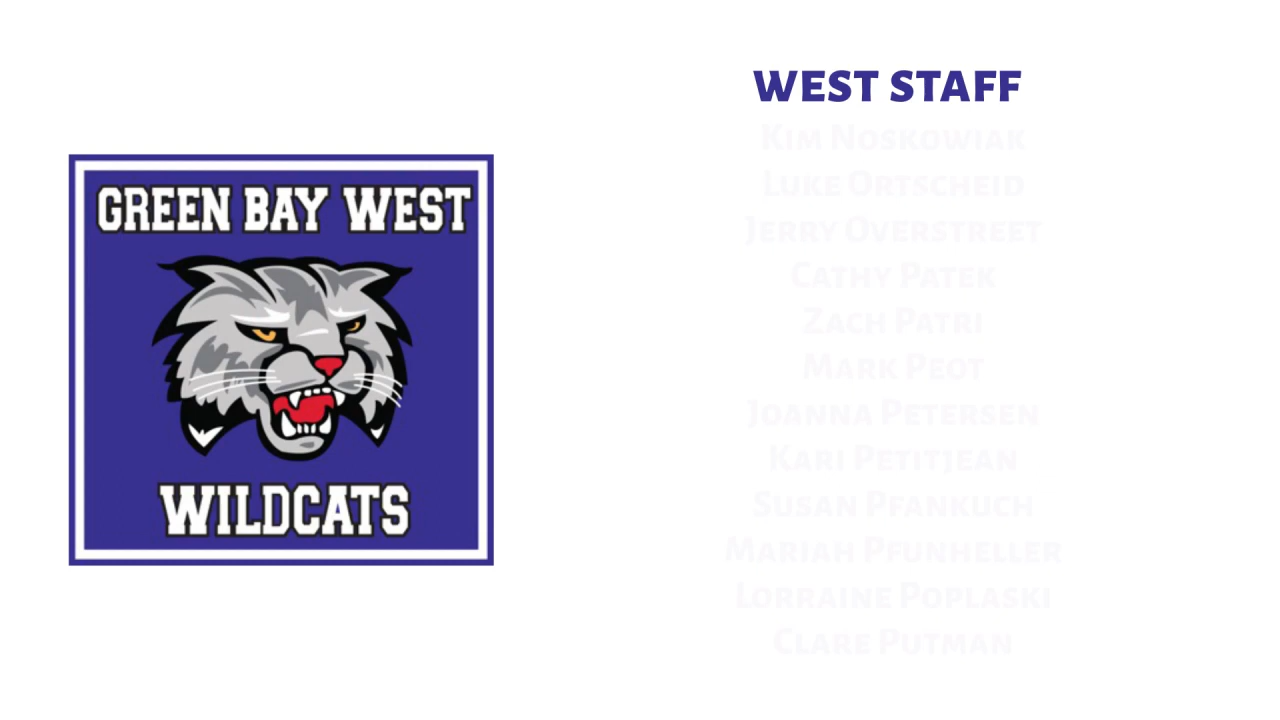 GREEN BAY WEST
WILDCATS
WEST STAFF
Kim Noskowiak
Luke Ortscheid
Jerry Overstreet
Cathy Patek
Zach Patri
Mark Peot
Joanna Petersen
Kari Petitjean
Susan Pfankuch
Mariah Pfunheller
Lorraine Poplaski
Clare Putman